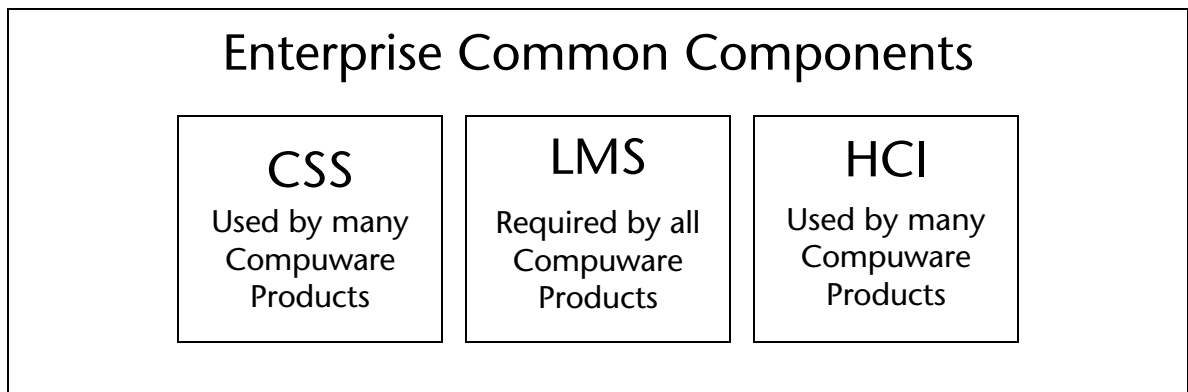 Enterprise Common Components
CSS
Used by many
Compuware
Products
LMS
Required by all
Compuware
Products
HCI
Used by many
Compuware
Products